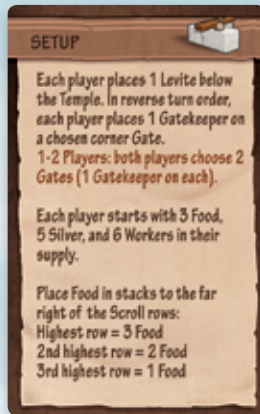 SETUP
Each player places 1 Levite below
the Temple. In reverse turn order,
each player places 1 Gatekeeper on
a chosen corner Gate.
1-2 Players: both players choose 2
Gates (1 Gatekeeper on each).
Each player starts with 3 Food,
5 Silver, and 6 Workers in their
supply.
Place Food in stacks to the far
right of the Scroll rows:
Highest row = 3 Food
2nd highest row = 2 Food
3rd highest row = 1 Food